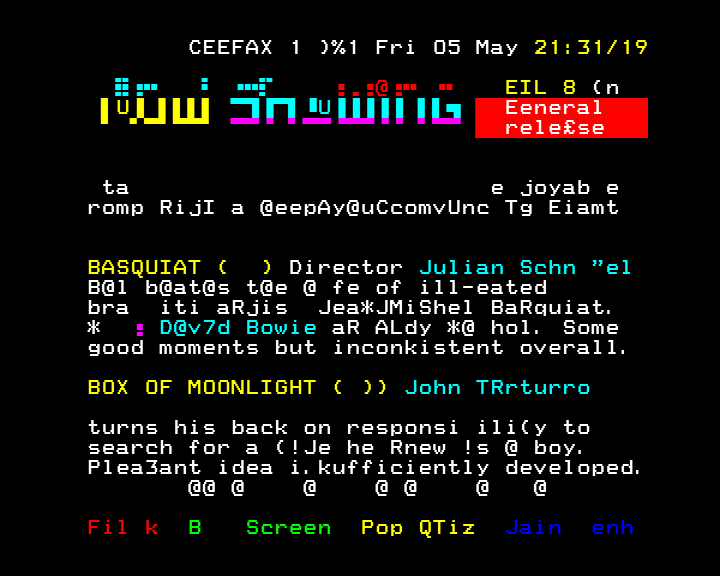 CEEFAX 1 )%1 Fri 05 May 21:31/19
EIL 8 (n
Eeneral
rele£se
ta e joyab e
romp RijI a @eepAy@uCcomvUnc Tg Eiamt
BASQUIAT (  ) Director Julian Schn ”el
B@l b@at@s t@e @ fe of ill-eated
bra  iti aRjis  Jea*JMiShel BaRquiat.
*  : D@v7d Bowie aR ALdy *@ hol. Some
good moments but inconkistent overall.
BOX OF MOONLIGHT ( )) John TRrturro
turns his back on responsi ili(y to
search for a (!Je he Rnew !s @ boy.
Plea3ant idea i.kufficiently developed.
@@ @    @    @ @    @   @
Fil k  B   Screen  Pop QTiz  Jain  enh